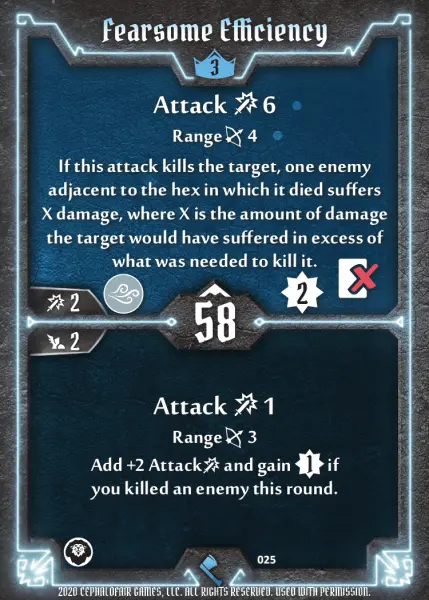 Fearsome Efficiency
3
Attack 6
Range 4
If this attack kills the target, one enemy
adjacent to the hex in which it died suffers
X damage, where X is the amount of damage
the target would have suffered in excess of
what was needed to kill it.
2
2
58
2
Attack 1
Range 3
Add +2 Attack and gain 1 if
you killed an enemy this round.
025
2020 CEPHALOFAIR GAMES, LLC. ALL RIGHTS RESERVED. USED WITH PERMISSION.